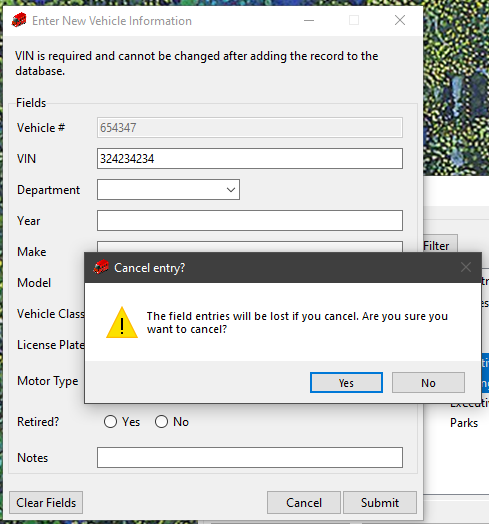 Enter New Vehicle Information
VIN is required and cannot be changed after adding the record to the
database.
Fields
Vehicle # 654347
VIN 324234234
Department
Year
Make
Filter
Cancel entry?
Model
Vehicle Class
The field entries will be lost if you cancel. Are you sure you
want to cancel?
License Plate
Motor Type
Yes No
Parks
Retired? Yes No
Notes
Clear Fields Cancel Submit